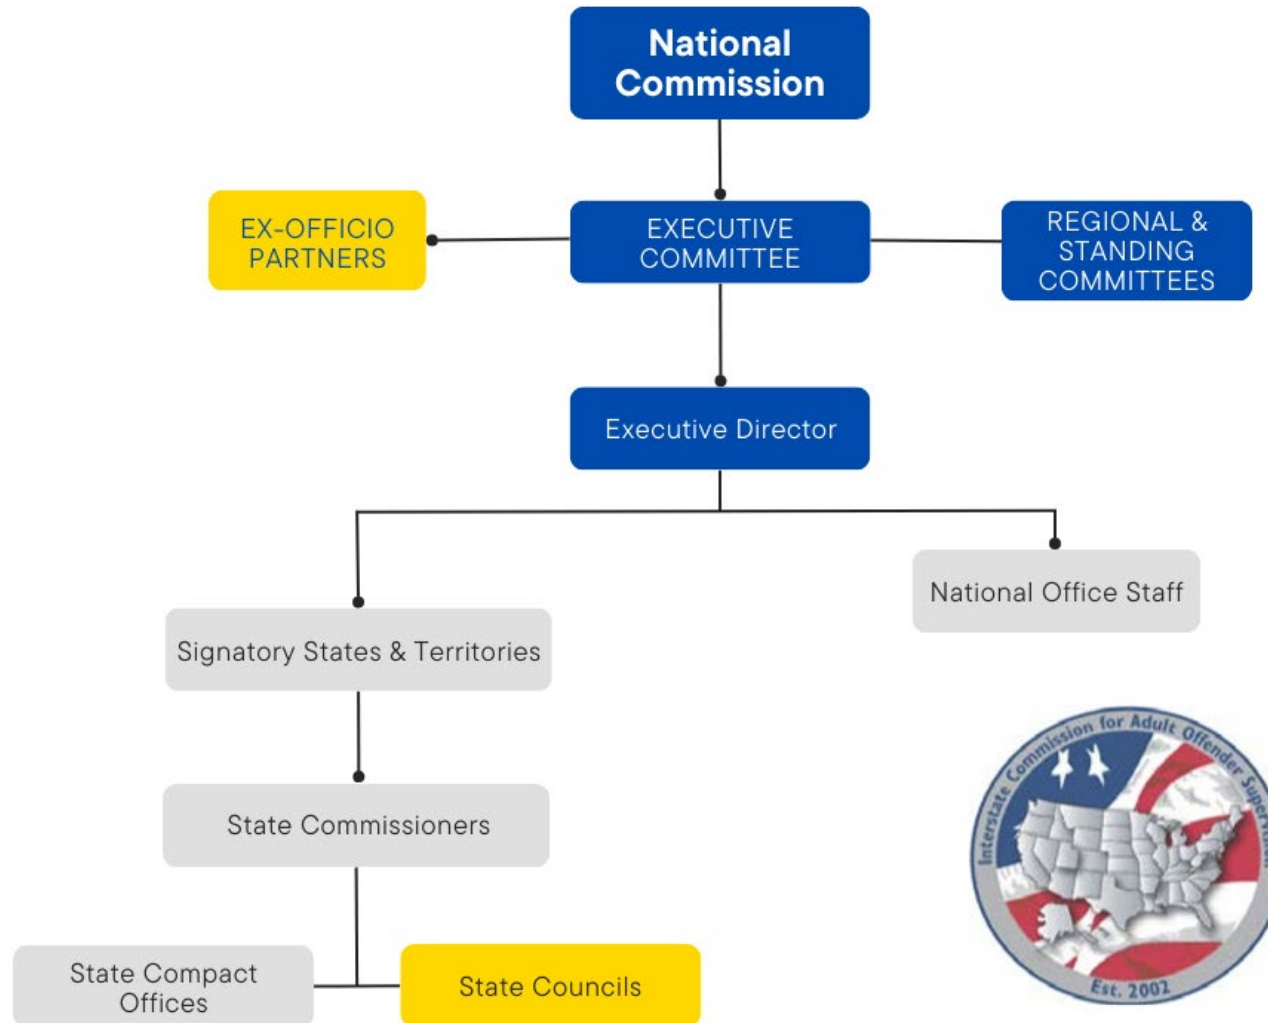 National
Commission
EX-OFFICIO
PARTNERS
EXECUTIVE
COMMITTEE
REGIONAL &
STANDING
COMMITTEES
Executive Director
National Office Staff
Signatory States & Territories
State Commissioners
State Compact
Offices
State Councils
Interstate Commission for Adult Offender Supervision
Est. 2002